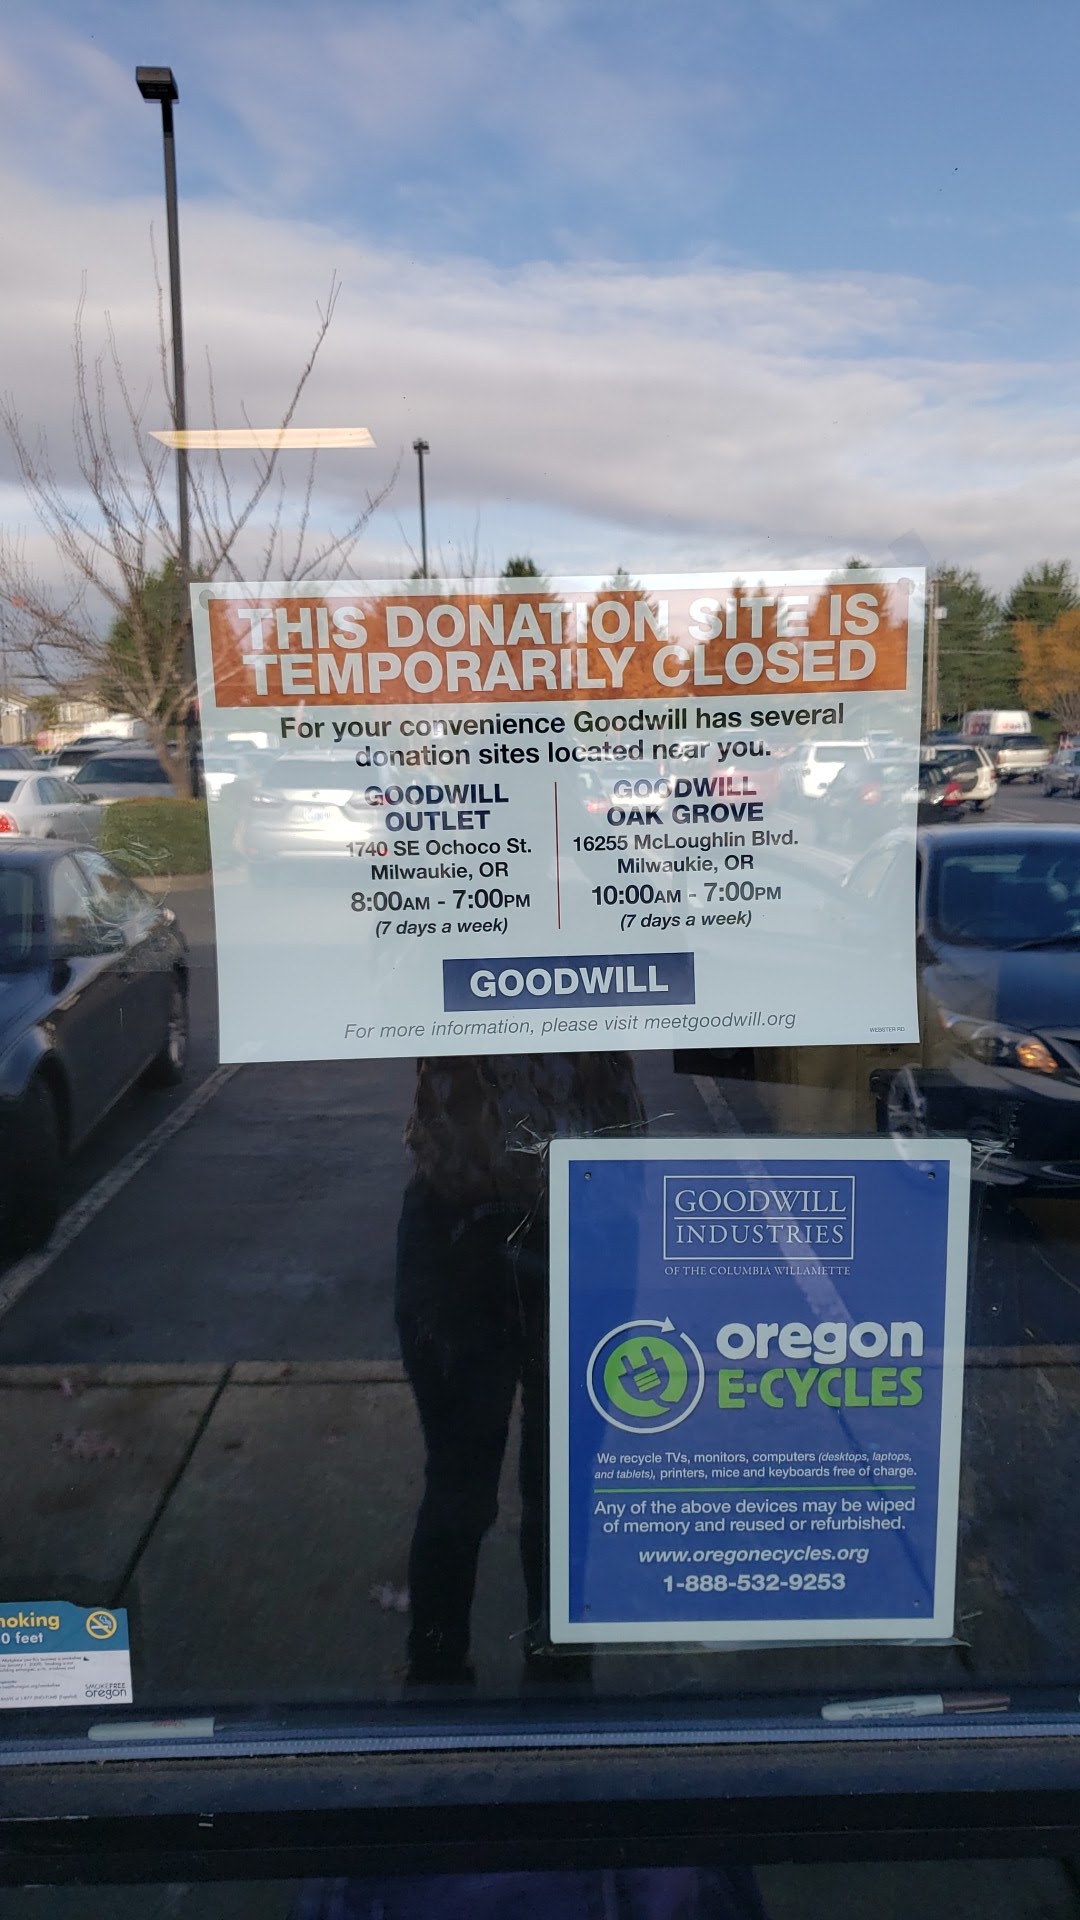 THIS DONATION SITE IS
TEMPORARILY CLOSED
For your convenience Goodwill has several
donation sites located near you.
GOODWILL
OUTLET
1740 SE Ochoco St.
Milwaukie, OR
8:00AM - 7:00PM
(7 days a week)
GOODWILL
OAK GROVE
16255 McLoughlin Blvd.
Milwaukie, OR
10:00AM - 7:00PM
(7 days a week)
GOODWILL
For more information, please visit meetgoodwill.org
WEBSTER RD
GOODWILL
INDUSTRIES
OF THE COLUMBIA WILLAMETTE
oregon
E-CYCLES
We recycle TVs, monitors, computers (desktops, laptops,
and tablets), printers, mice and keyboards free of charge.
Any of the above devices may be wiped
of memory and reused or refurbished.
www.oregonecycles.org
1-888-532-9253
oking
0 feet
SMOKEFREE
oregon